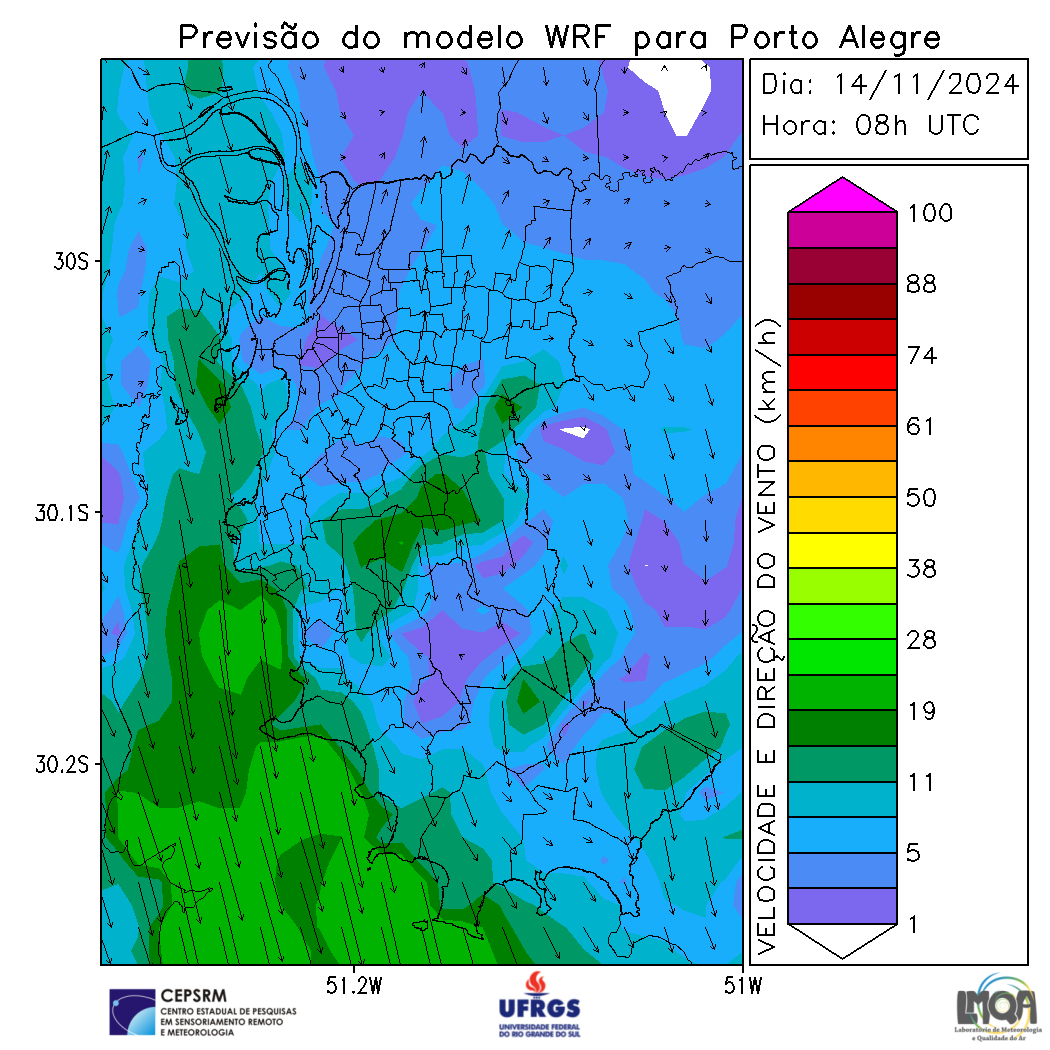 Previsão do modelo WRF para Porto Alegre
Dia: 14/11/2024
Hora: 08h UTC
30S
30.1S
30.2S
51.2W
51W
VELOCIDADE E DIREÇÃO DO VENTO (km/h)
100
88
74
61
50
38
28
19
11
5
1
CEPSRM
CENTRO ESTADUAL DE PESQUISAS
EM SENSORIAMENTO REMOTO
E METEOROLOGIA
UFRGS
UNIVERSIDADE FEDERAL
DO RIO GRANDE DO SUL
LMQA
Laboratório de Meteorologia
e Qualidade do Ar